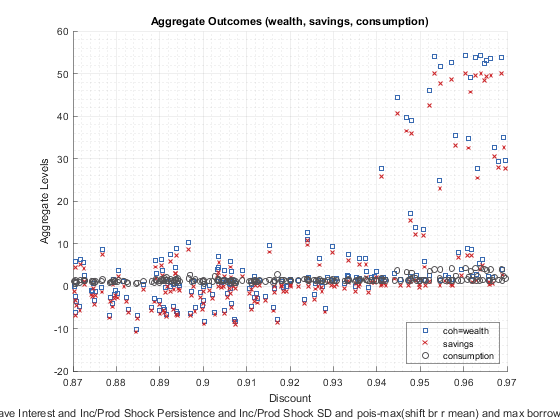 Aggregate Outcomes (wealth, savings, consumption)
60
50
40
30
20
10
0
-10
-20
Aggregate Levels
0.87
0.88
0.89
0.9
0.91
0.92
0.93
0.94
0.95
0.96
0.97
Discount
coh=wealth
savings
consumption
ave Interest and Inc/Prod Shock Persistence and Inc/Prod Shock SD and pois-max(shift br r mean) and max borrow